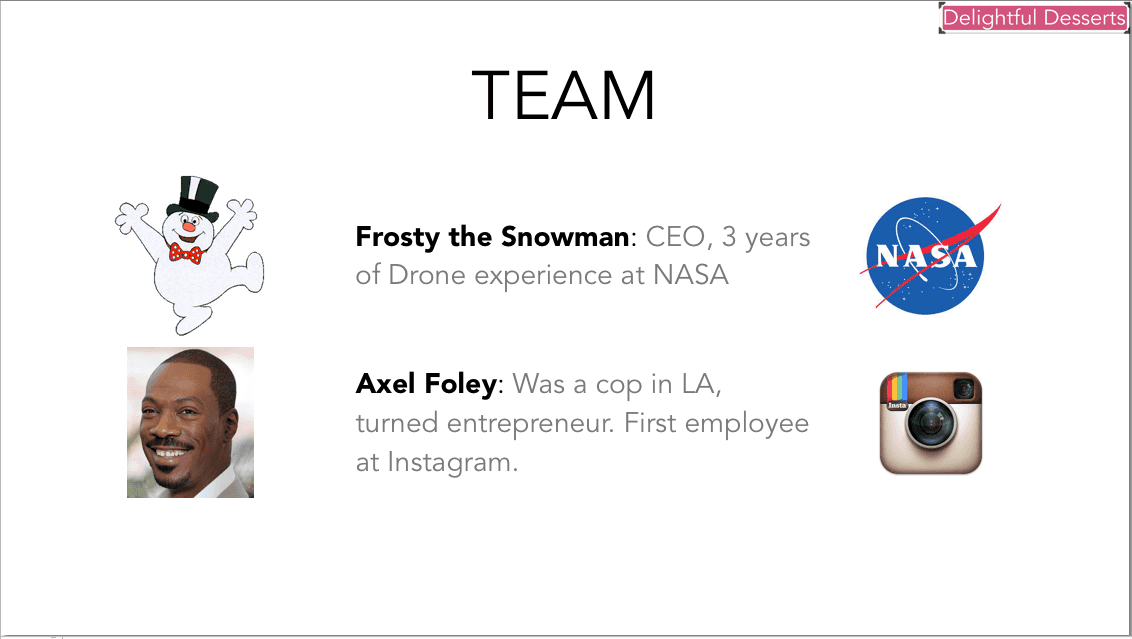 Delightful Desserts
TEAM
Frosty the Snowman: CEO, 3 years
of Drone experience at NASA
NASA
Axel Foley: Was a cop in LA,
turned entrepreneur. First employee
at Instagram.
Insta